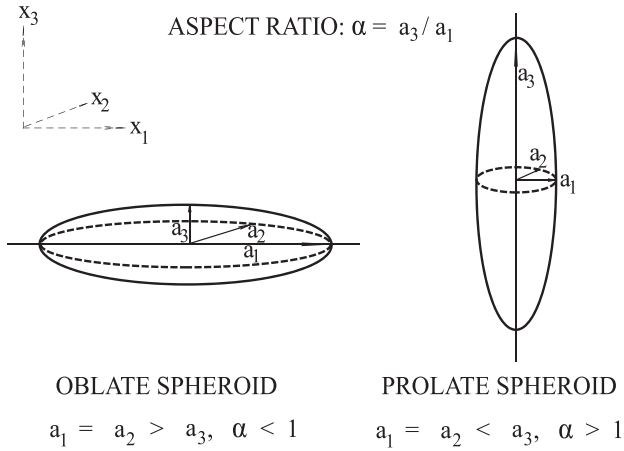 x₃
ASPECT RATIO: α = a₃/a₁
x₂
x₁
a₃
a₂
a₁
a₃
a₂
a₁
OBLATE SPHEROID
a₁ = a₂ > a₃, α < 1
PROLATE SPHEROID
a₁ = a₂ < a₃, α > 1